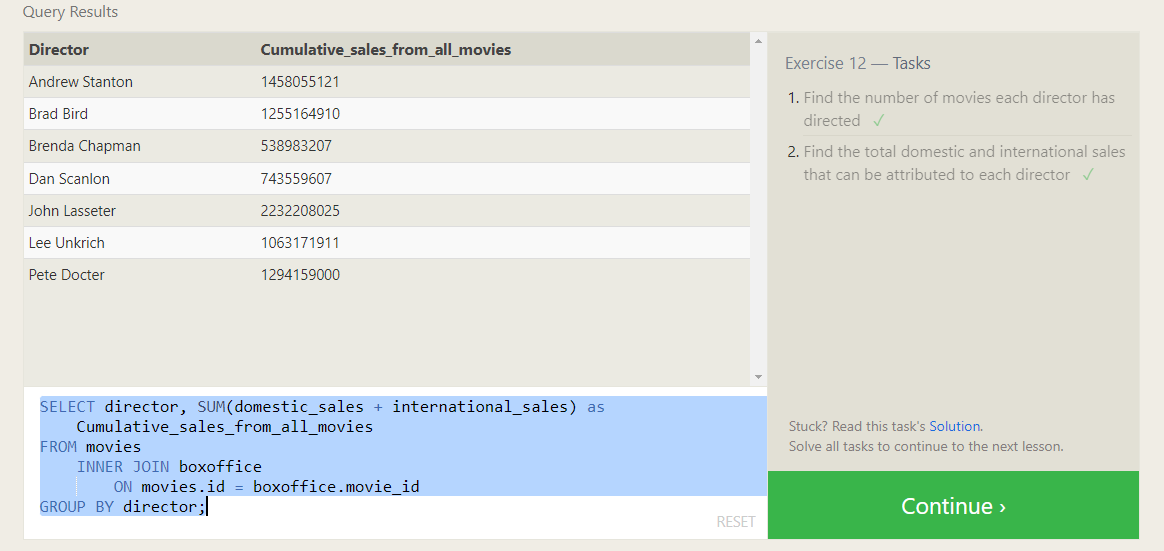 Query Results
Director Cumulative_sales_from_all_movies
Andrew Stanton 1458055121
Brad Bird 1255164910
Brenda Chapman 538983207
Dan Scanlon 743559607
John Lasseter 2232208025
Lee Unkrich 1063171911
Pete Docter 1294159000
SELECT director, SUM(domestic_sales + international_sales) as
    Cumulative_sales_from_all_movies
FROM movies
    INNER JOIN boxoffice
        ON movies.id = boxoffice.movie_id
GROUP BY director;
RESET
Exercise 12 — Tasks
1. Find the number of movies each director has
directed ✓
2. Find the total domestic and international sales
that can be attributed to each director ✓
Stuck? Read this task's Solution.
Solve all tasks to continue to the next lesson.
Continue ›